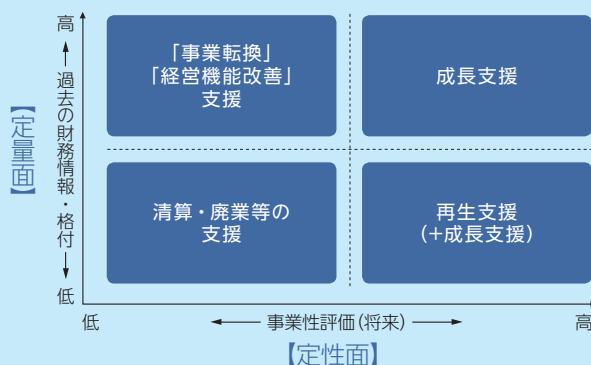 高
「事業転換」
「経営機能改善」
支援
成長支援
【定量面】
過去の財務情報・格付
清算・廃業等の
支援
再生支援
(+成長支援)
低
低
事業性評価(将来)
高
【定性面】